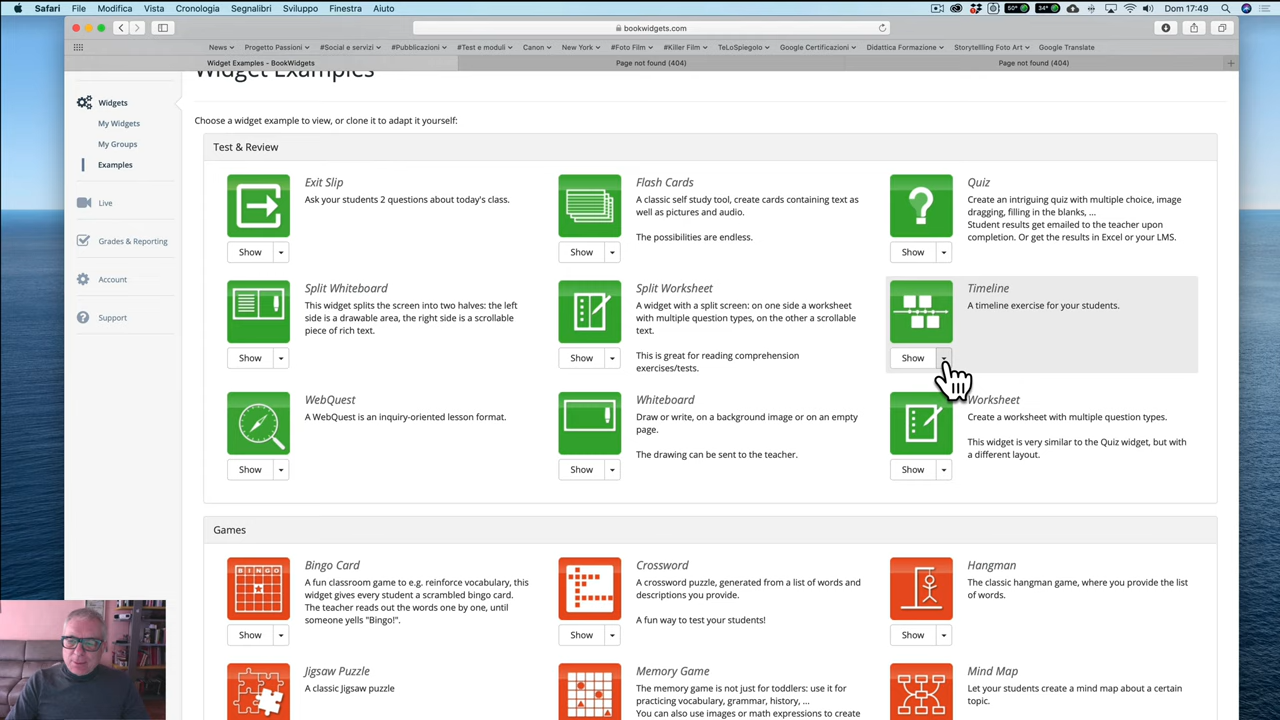 Safari File Modifica Vista Cronologia Segnalibri Sviluppo Finestra Aiuto 50° 34° Dom 17:49
bookwidgets.com
News Progetto Passioni #Social e servizi #Pubblicazioni #Test e moduli Canon New York #Foto Film #Killer Film TeLoSpiegolo Google Certificazioni Didattica Formazione Storytelling Foto Art Google Translate
Widget Examples – BookWidgets Page not found (404) Page not found (404)
Widget Examples
Widgets
My Widgets
My Groups
Examples
Live
Grades & Reporting
Account
Support
Choose a widget example to view, or clone it to adapt it yourself:
Test & Review
Exit Slip
Ask your students 2 questions about today's class.
Show
Flash Cards
A classic self study tool, create cards containing text as
well as pictures and audio.
The possibilities are endless.
Show
Quiz
Create an intriguing quiz with multiple choice, image
dragging, filling in the blanks, ...
Student results get emailed to the teacher upon
completion. Or get the results in Excel or your LMS.
Show
Split Whiteboard
This widget splits the screen into two halves: the left
side is a drawable area, the right side is a scrollable
piece of rich text.
Show
Split Worksheet
A widget with a split screen: on one side a worksheet
with multiple question types, on the other a scrollable
text.
This is great for reading comprehension
exercises/tests.
Show
Timeline
A timeline exercise for your students.
Show
WebQuest
A WebQuest is an inquiry-oriented lesson format.
Show
Whiteboard
Draw or write, on a background image or on an empty
page.
The drawing can be sent to the teacher.
Show
Worksheet
Create a worksheet with multiple question types.
This widget is very similar to the Quiz widget, but with
a different layout.
Show
Games
BINGO
Bingo Card
A fun classroom game to e.g. reinforce vocabulary, this
widget gives every student a scrambled bingo card.
The teacher reads out the words one by one, until
someone yells "Bingo!".
Show
Crossword
A crossword puzzle, generated from a list of words and
descriptions you provide.
A fun way to test your students!
Show
Hangman
The classic hangman game, where you provide the list
of words.
Show
Jigsaw Puzzle
A classic Jigsaw puzzle
Memory Game
The memory game is not just for toddlers: use it for
practicing vocabulary, grammar, history, ...
You can also use images or math expressions to create
Mind Map
Let your students create a mind map about a certain
topic.